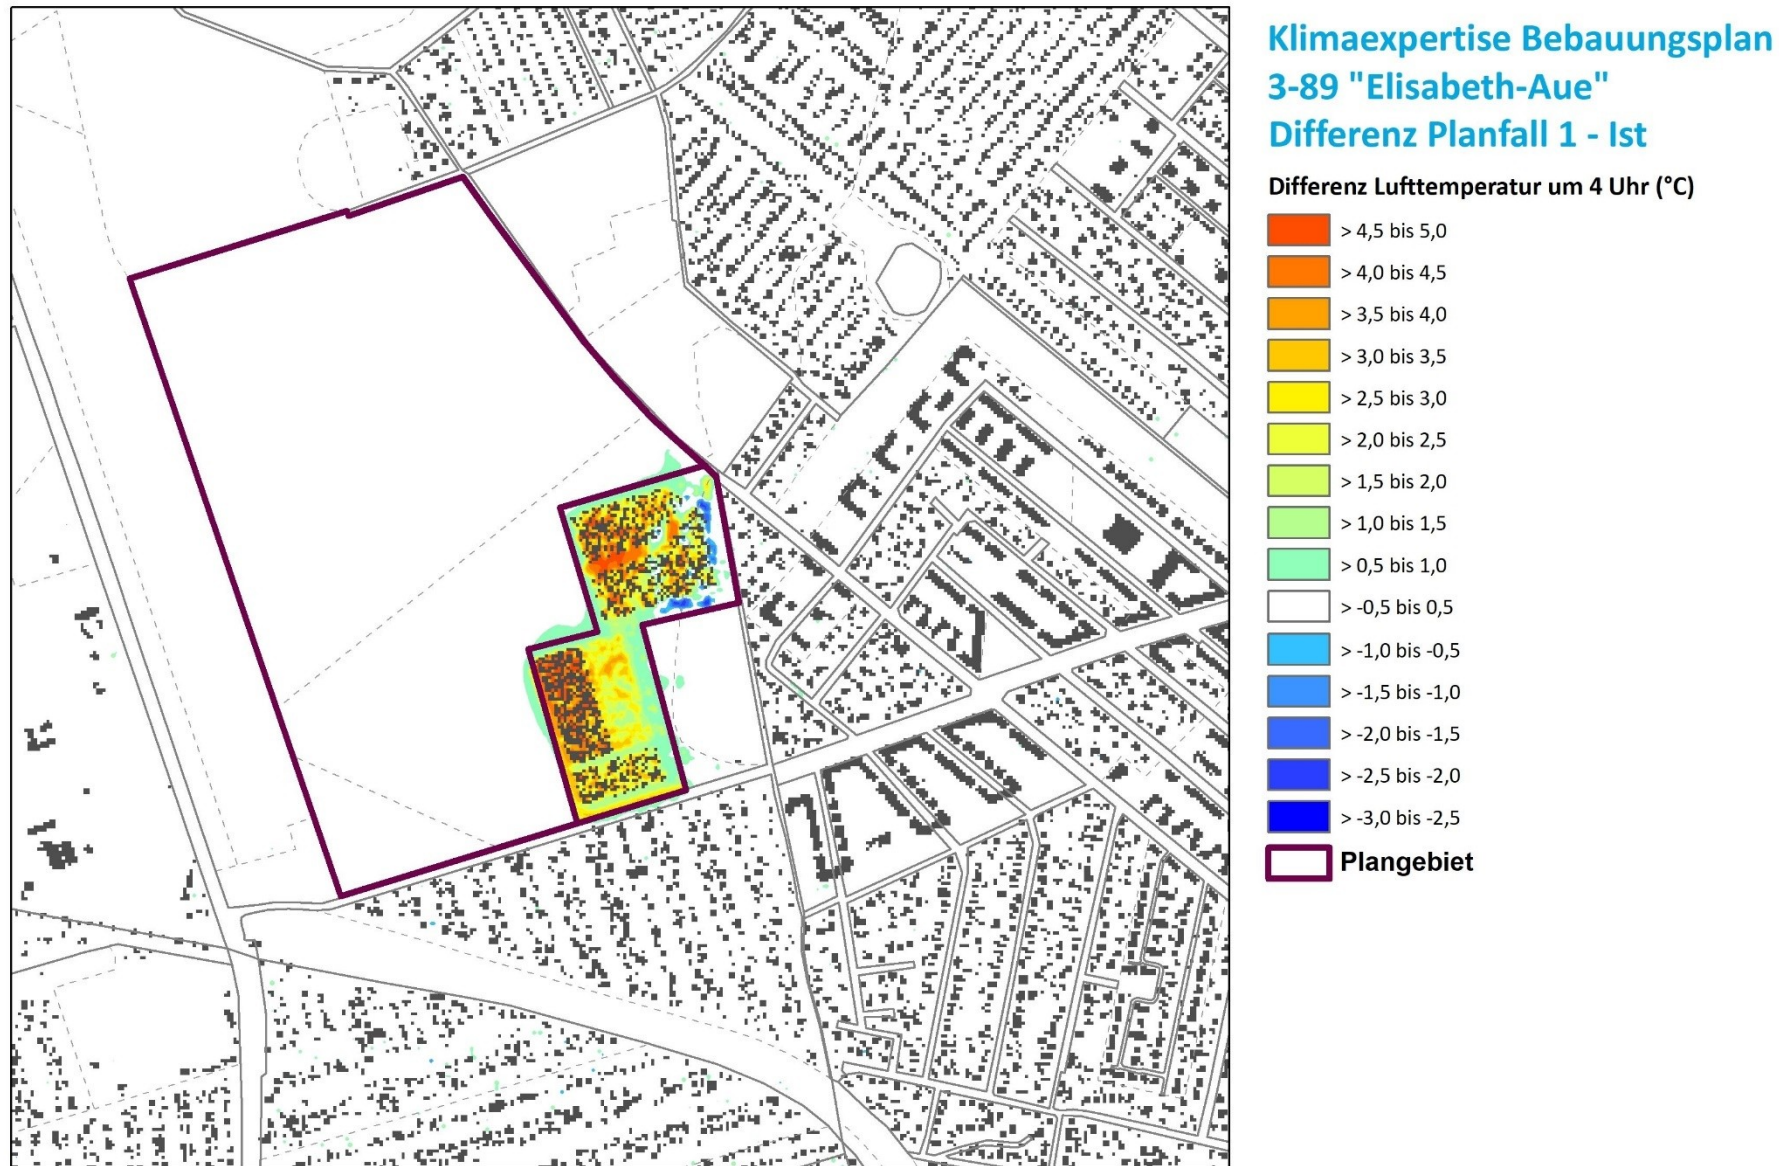 Klimaexpertise Bebauungsplan
3-89 "Elisabeth-Aue"
Differenz Planfall 1 - Ist
Differenz Lufttemperatur um 4 Uhr (°C)
> 4,5 bis 5,0
> 4,0 bis 4,5
> 3,5 bis 4,0
> 3,0 bis 3,5
> 2,5 bis 3,0
> 2,0 bis 2,5
> 1,5 bis 2,0
> 1,0 bis 1,5
> 0,5 bis 1,0
> -0,5 bis 0,5
> -1,0 bis -0,5
> -1,5 bis -1,0
> -2,0 bis -1,5
> -2,5 bis -2,0
> -3,0 bis -2,5
Plangebiet